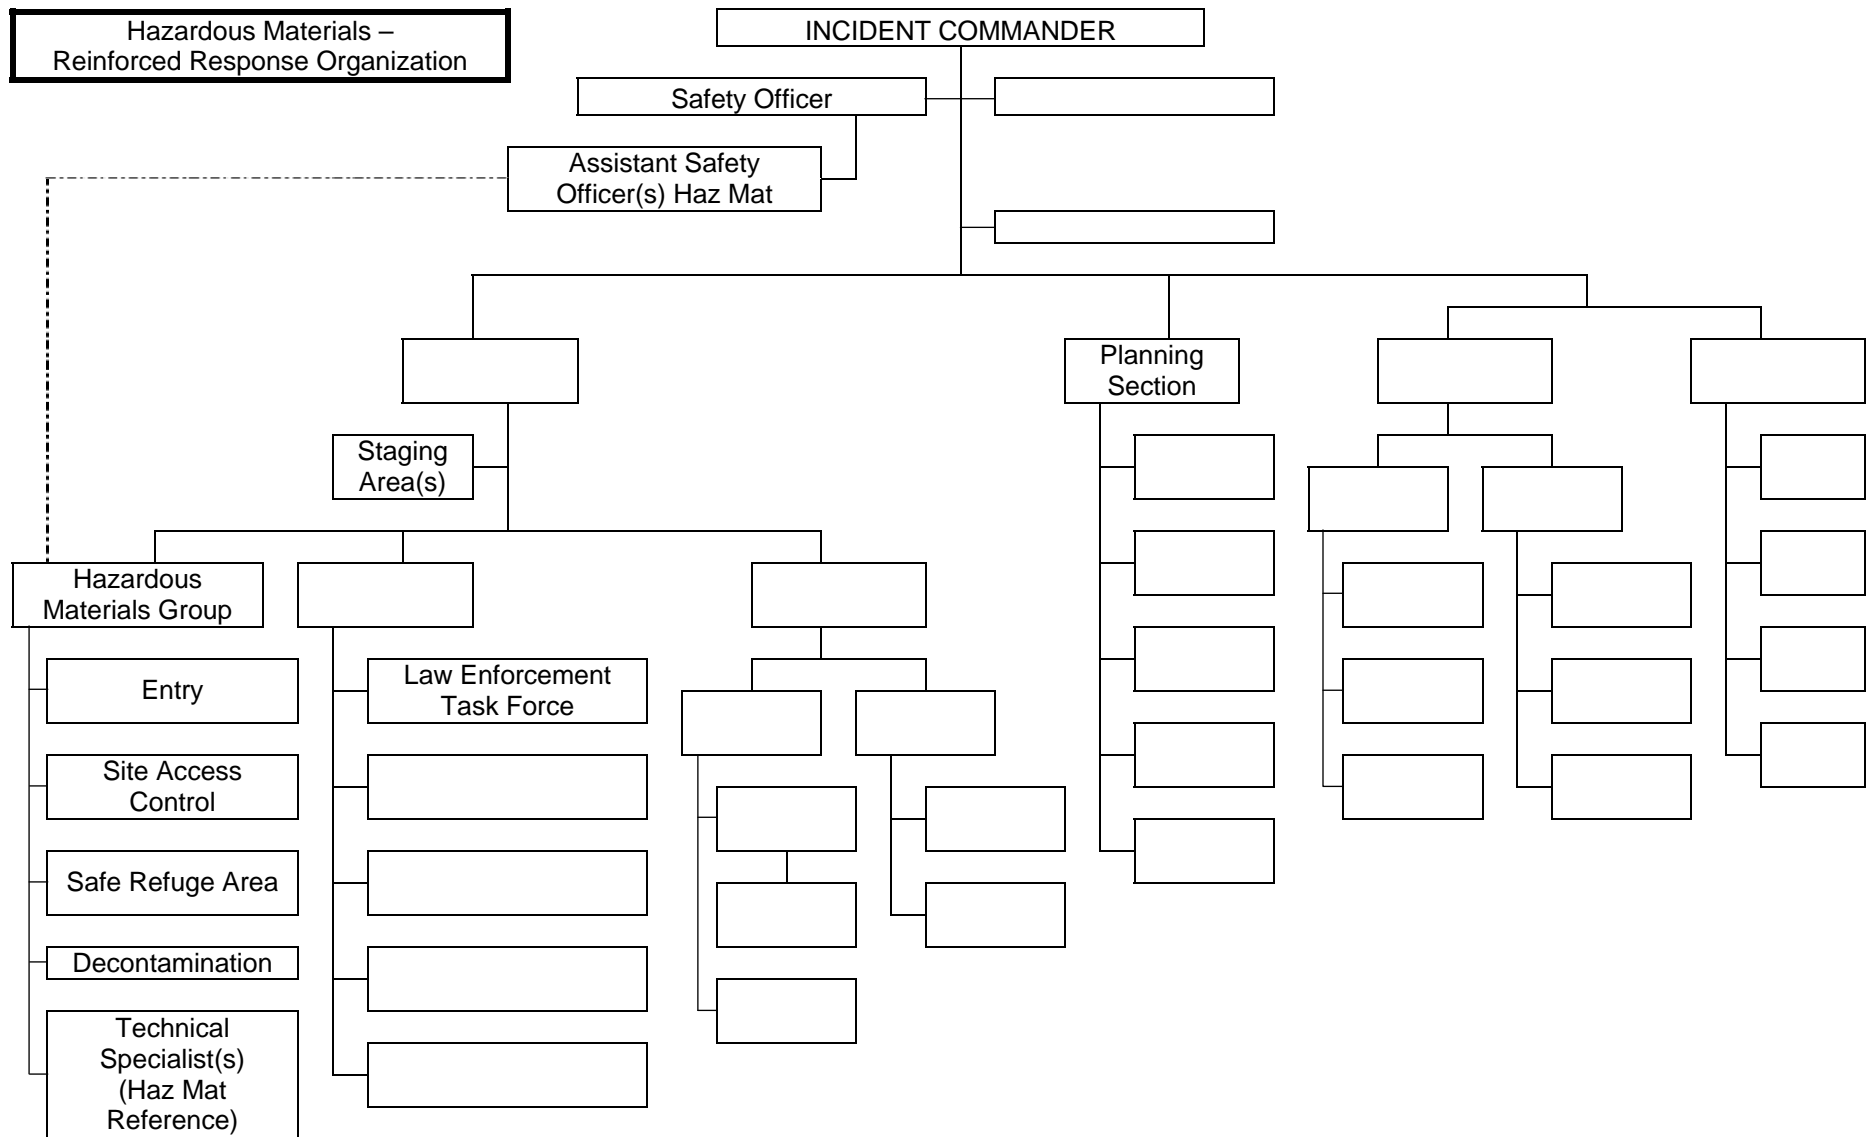 Hazardous Materials –
Reinforced Response Organization
INCIDENT COMMANDER
Safety Officer
Assistant Safety
Officer(s) Haz Mat
Planning
Section
Staging
Area(s)
Hazardous
Materials Group
Entry
Law Enforcement
Task Force
Site Access
Control
Safe Refuge Area
Decontamination
Technical
Specialist(s)
(Haz Mat
Reference)